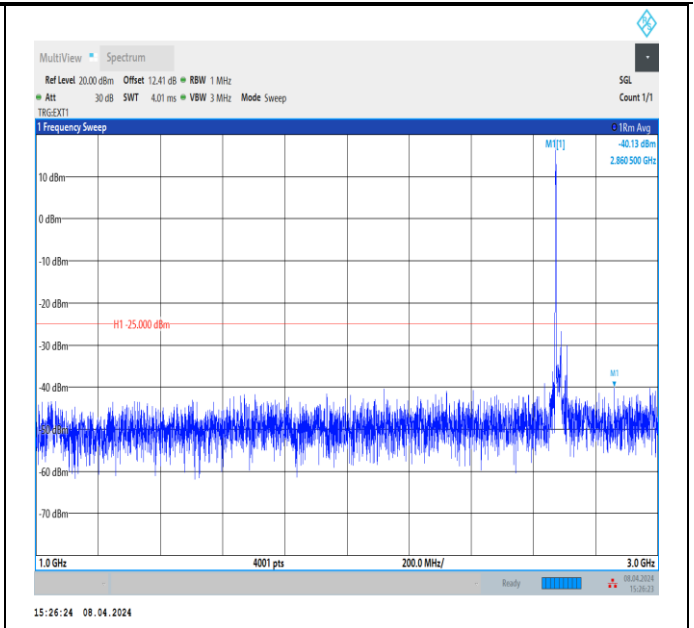 MultiView Spectrum
Ref Level 20.00 dBm Offset 12.41 dB RBW 1 MHz SGL
Att 30 dB SWT 4.01 ms VBW 3 MHz Mode Sweep Count 1/1
TRG:EXT1
1 Frequency Sweep 1Rm Avg
M1[1] -40.13 dBm
2.860 500 GHz
10 dBm
0 dBm
-10 dBm
-20 dBm
H1 -25.000 dBm
-30 dBm
M1
-40 dBm
-50 dBm
-60 dBm
-70 dBm
1.0 GHz 4001 pts 200.0 MHz/ 3.0 GHz
Ready 08.04.2024
15:26:23
15:26:24 08.04.2024